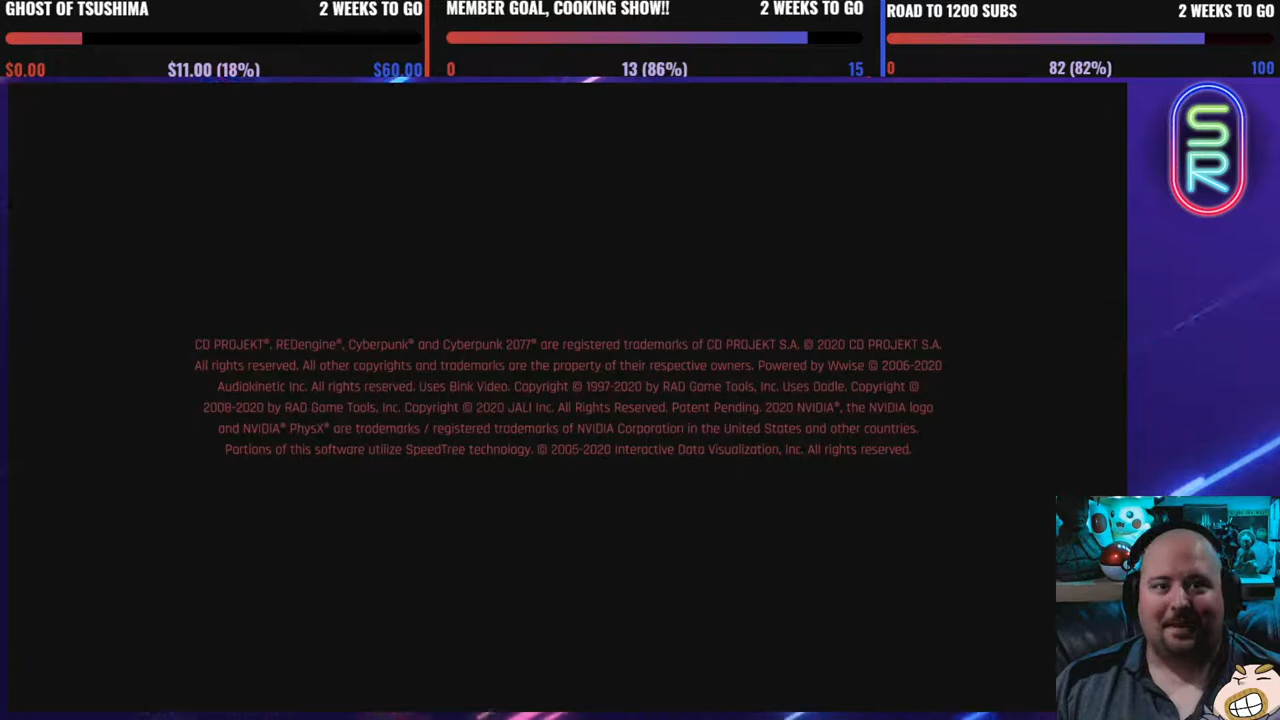 GHOST OF TSUSHIMA 2 WEEKS TO GO
$0.00 $11.00 (18%) $60.00
MEMBER GOAL, COOKING SHOW!! 2 WEEKS TO GO
0 13 (86%) 15
ROAD TO 1200 SUBS 2 WEEKS TO GO
0 82 (82%) 100
SR
CD PROJEKT®, REDengine®, Cyberpunk® and Cyberpunk 2077® are registered trademarks of CD PROJEKT S.A. © 2020 CD PROJEKT S.A.
All rights reserved. All other copyrights and trademarks are the property of their respective owners. Powered by Wwise © 2006-2020
Audiokinetic Inc. All rights reserved. Uses Bink Video. Copyright © 1997-2020 by RAD Game Tools, Inc. Uses Oodle. Copyright ©
2008-2020 by RAD Game Tools, Inc. Copyright © 2020 JALI Inc. All Rights Reserved. Patent Pending. 2020 NVIDIA®, the NVIDIA logo
and NVIDIA® PhysX® are trademarks / registered trademarks of NVIDIA Corporation in the United States and other countries.
Portions of this software utilize SpeedTree technology. © 2005-2020 Interactive Data Visualization, Inc. All rights reserved.